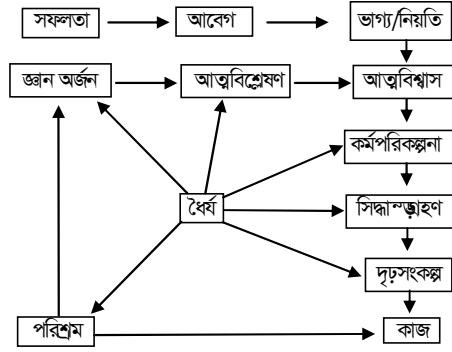 সফলতা
আবেগ
ভাগ্য/নিয়তি
জ্ঞান অর্জন
আত্মবিশ্লেষণ
আত্মবিশ্বাস
কর্মপরিকল্পনা
ধৈর্য
সিদ্ধান্তগ্রহণ
দৃঢ়সংকল্প
পরিশ্রম
কাজ